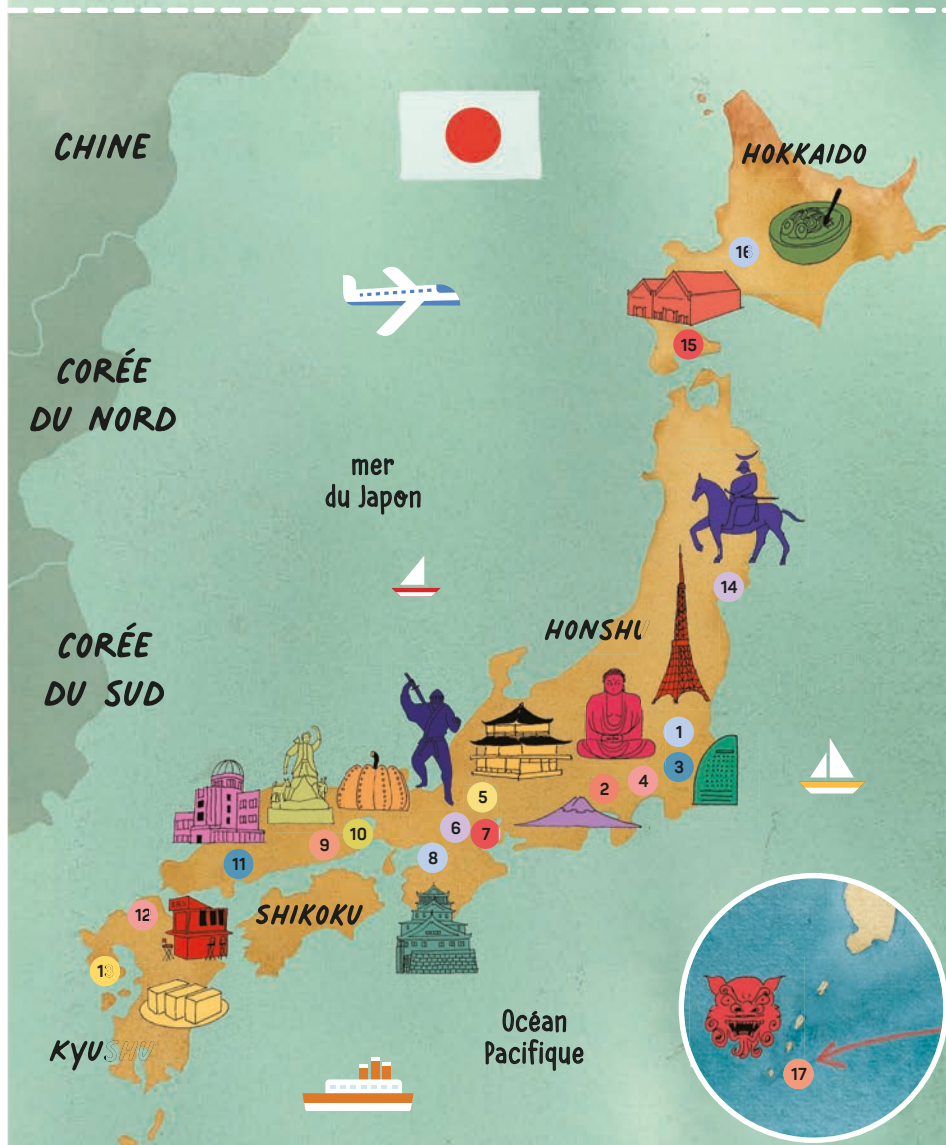 CHINE
HOKKAIDO
16
15
CORÉE
DU NORD
mer
du Japon
14
HONSHU
CORÉE
DU SUD
1
3
4
2
5
6
7
8
10
9
11
12
SHIKOKU
13
KYUSHU
Océan
Pacifique
17